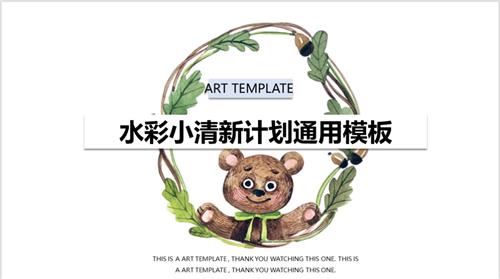 ART TEMPLATE
水彩小清新计划通用模板
THIS IS A ART TEMPLATE , THANK YOU WATCHING THIS ONE. THIS IS
A ART TEMPLATE , THANK YOU WATCHING THIS ONE.